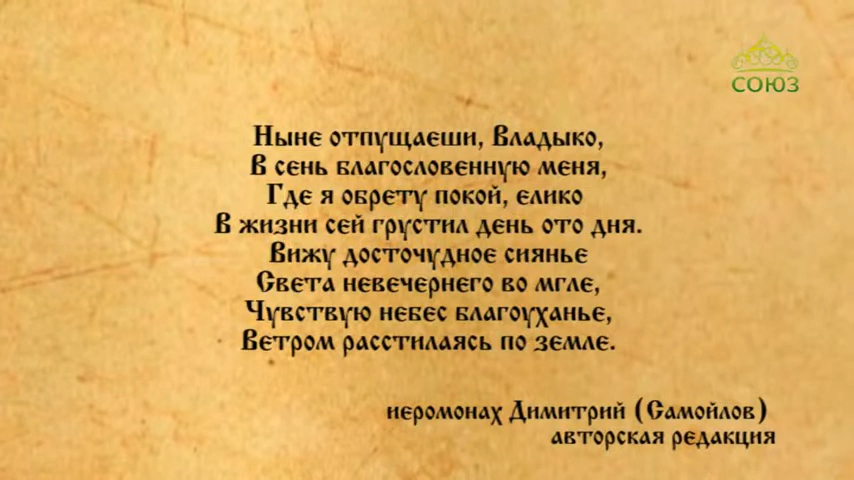 СОЮЗ
Ныне отпущаеши, Владыко,
В сень благословенную меня,
Где я обрету покой, елико
В жизни сей грустил день ото дня.
Вижу досточудное сиянье
Света невечернего во мгле,
Чувствую небес благоуханье,
Ветром расстилаясь по земле.
иеромонах Димитрий (Самойлов)
авторская редакция